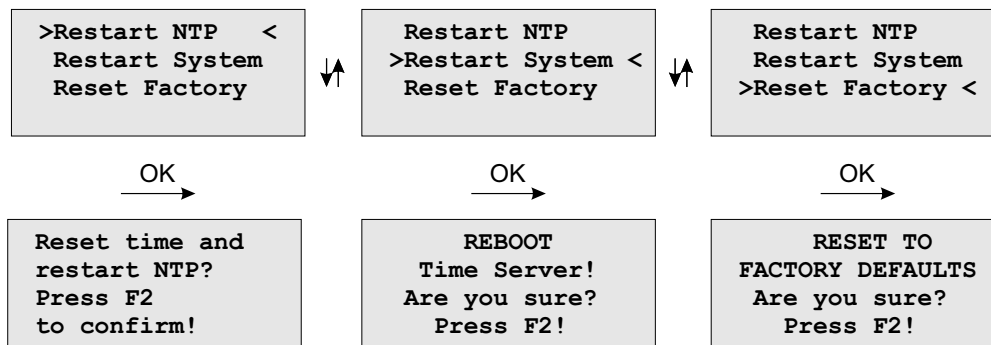 >Restart NTP <
Restart System
Reset Factory
Restart NTP
>Restart System <
Reset Factory
Restart NTP
Restart System
>Reset Factory <
OK
OK
OK
Reset time and
restart NTP?
Press F2
to confirm!
REBOOT
Time Server!
Are you sure?
Press F2!
RESET TO
FACTORY DEFAULTS
Are you sure?
Press F2!